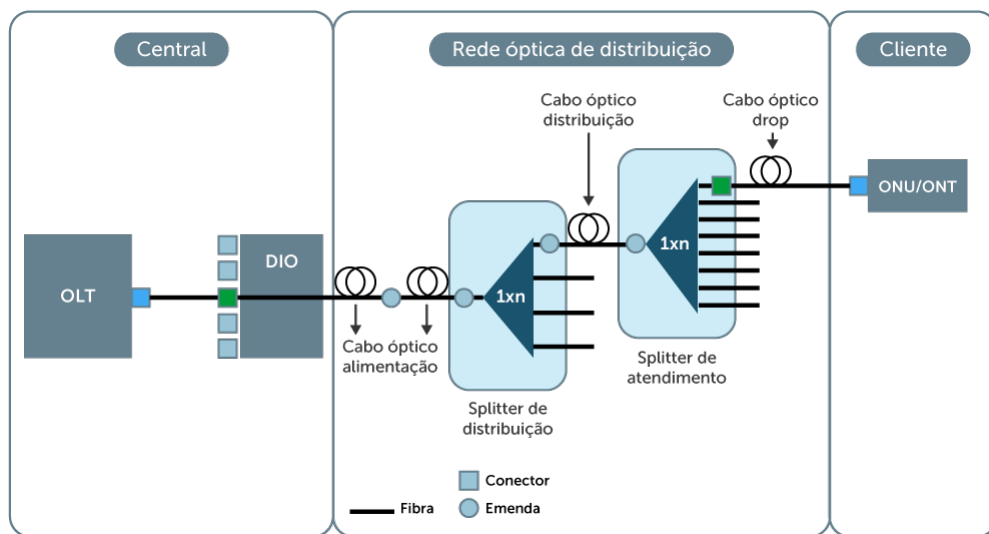 Central
Rede óptica de distribuição
Cliente
Cabo óptico
distribuição
Cabo óptico
drop
ONU/ONT
OLT
DIO
1xn
1xn
Cabo óptico
alimentação
Splitter de
atendimento
Splitter de
distribuição
Conector
Fibra
Emenda